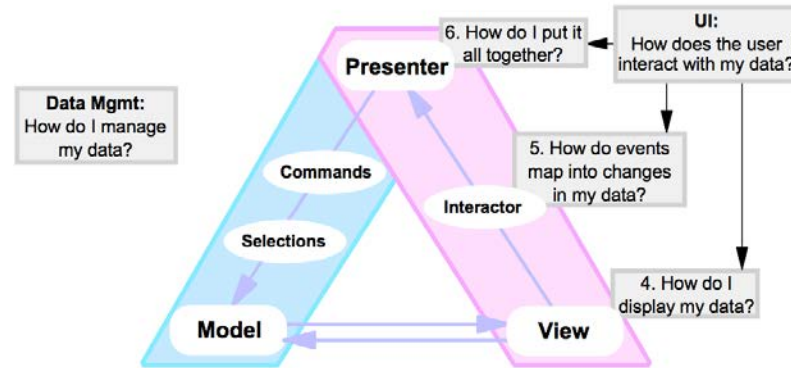 6. How do I put it
all together?
UI:
How does the user
interact with my data?
Presenter
Data Mgmt:
How do I manage
my data?
5. How do events
map into changes
in my data?
Commands
Interactor
Selections
4. How do I
display my data?
Model
View